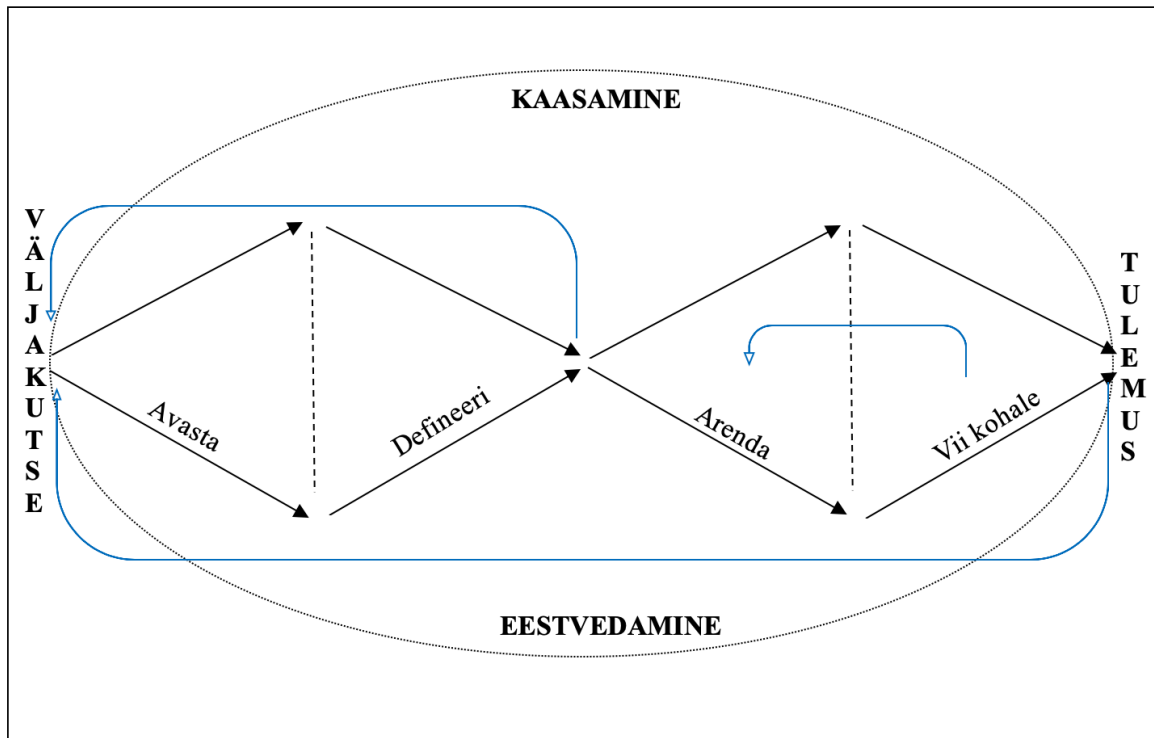 KAASAMINE
VÄLJAKUTSE
Avasta
Defineeri
Arenda
Vii kohale
TULEMUS
EESTVEDAMINE